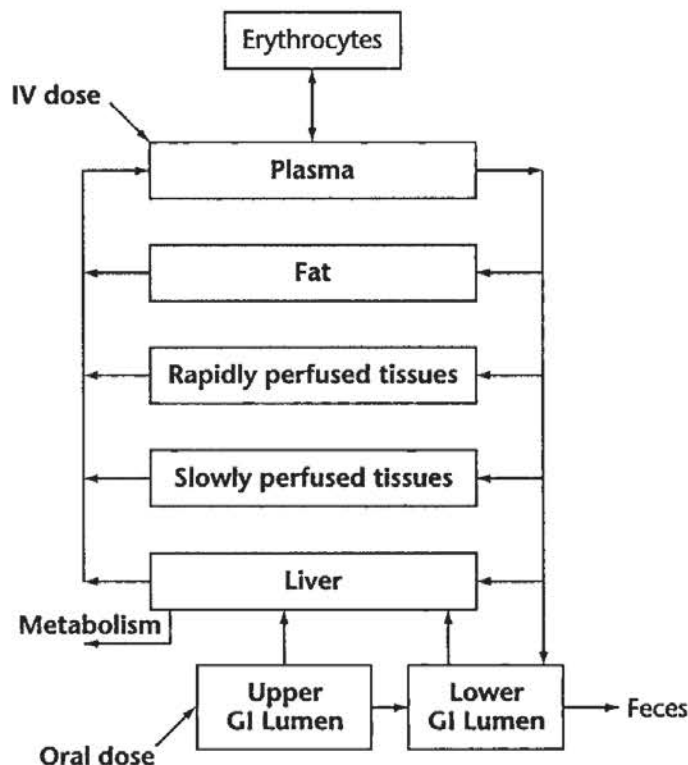 Erythrocytes
IV dose
Plasma
Fat
Rapidly perfused tissues
Slowly perfused tissues
Liver
Metabolism
Upper
GI Lumen
Lower
GI Lumen
Feces
Oral dose